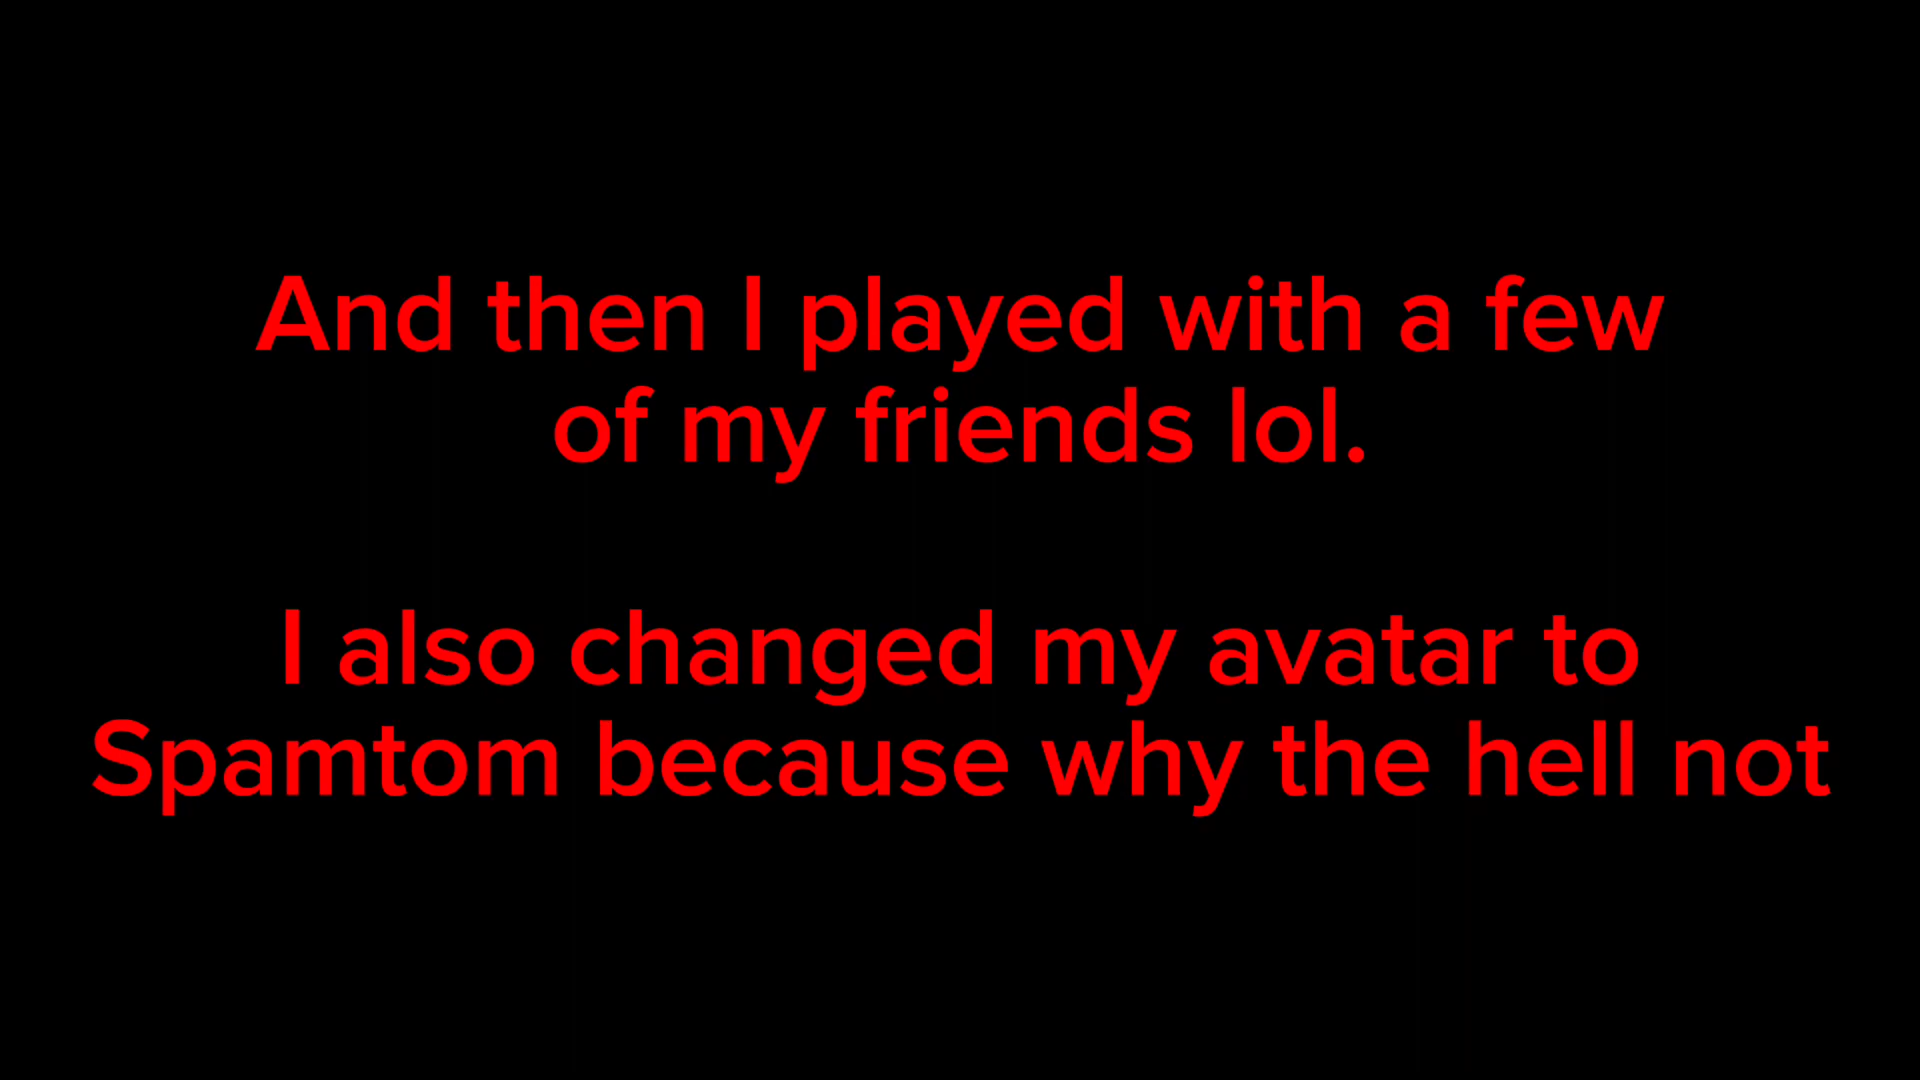 And then I played with a few
of my friends lol.
I also changed my avatar to
Spamtom because why the hell not